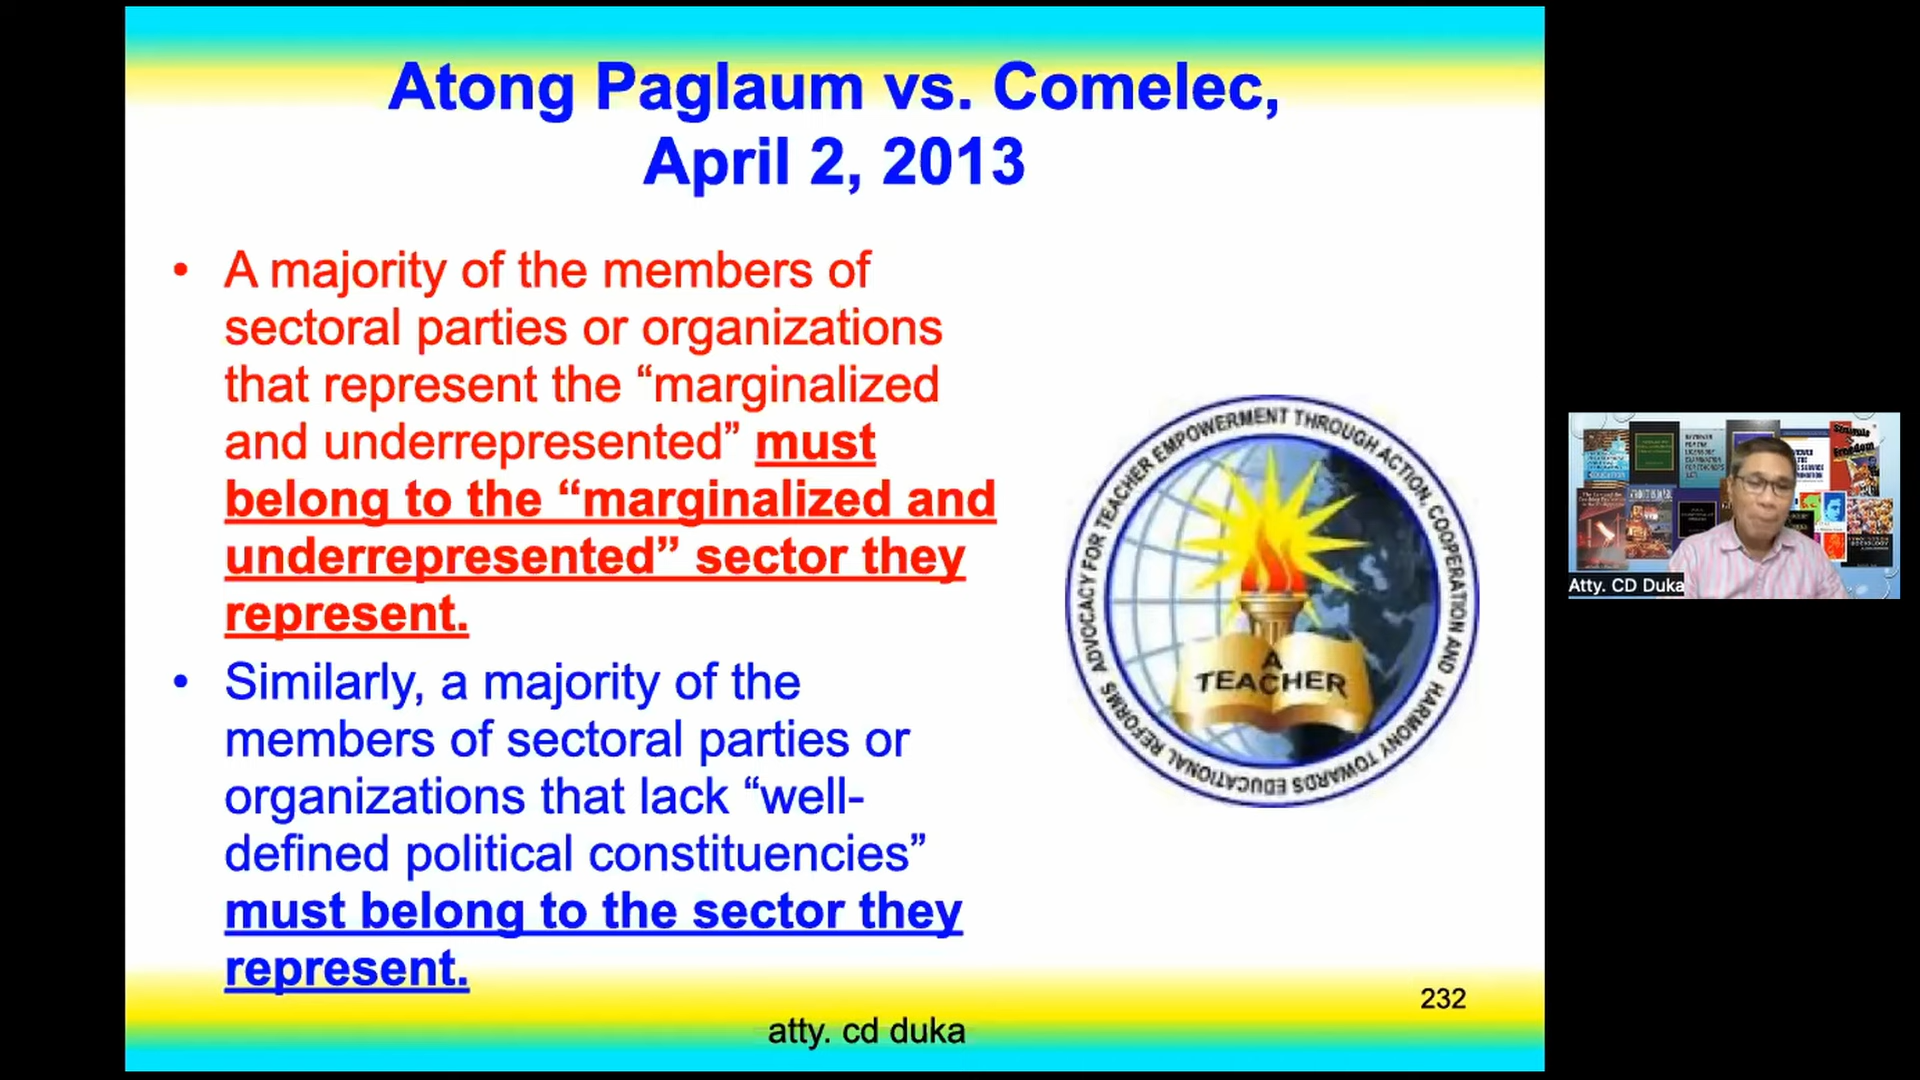 Atong Paglaum vs. Comelec,
April 2, 2013
• A majority of the members of
sectoral parties or organizations
that represent the “marginalized
and underrepresented” must
belong to the “marginalized and
underrepresented” sector they
represent.
• Similarly, a majority of the
members of sectoral parties or
organizations that lack “well-
defined political constituencies”
must belong to the sector they
represent.
ADVOCACY FOR TEACHER EMPOWERMENT THROUGH ACTION, COOPERATION AND HARMONY TOWARDS EDUCATIONAL REFORMS
A
TEACHER
232
atty. cd duka
Atty. CD Duka